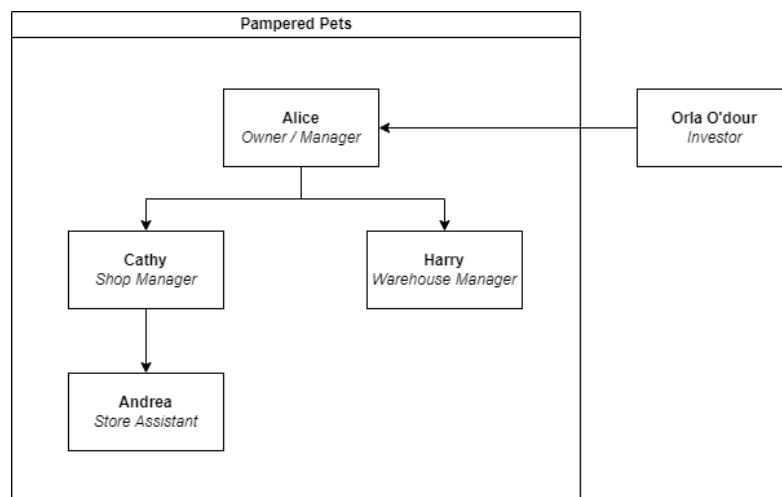 Pampered Pets
Alice
Owner / Manager
Orla O'dour
Investor
Cathy
Shop Manager
Harry
Warehouse Manager
Andrea
Store Assistant